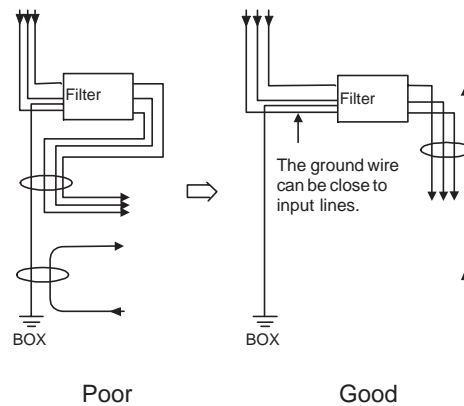 Filter
Filter
The ground wire
can be close to
input lines.
BOX
BOX
Poor
Good